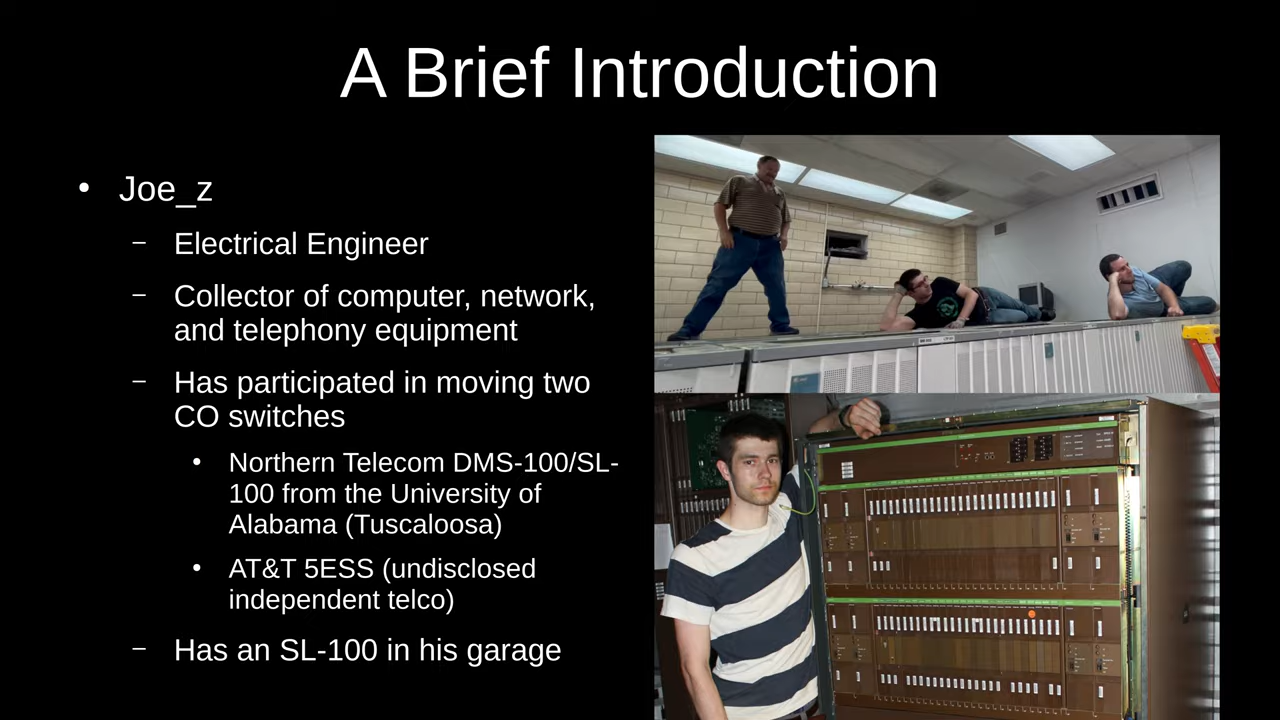 A Brief Introduction
• Joe_z
– Electrical Engineer
– Collector of computer, network,
and telephony equipment
– Has participated in moving two
CO switches
• Northern Telecom DMS-100/SL-
100 from the University of
Alabama (Tuscaloosa)
• AT&T 5ESS (undisclosed
independent telco)
– Has an SL-100 in his garage